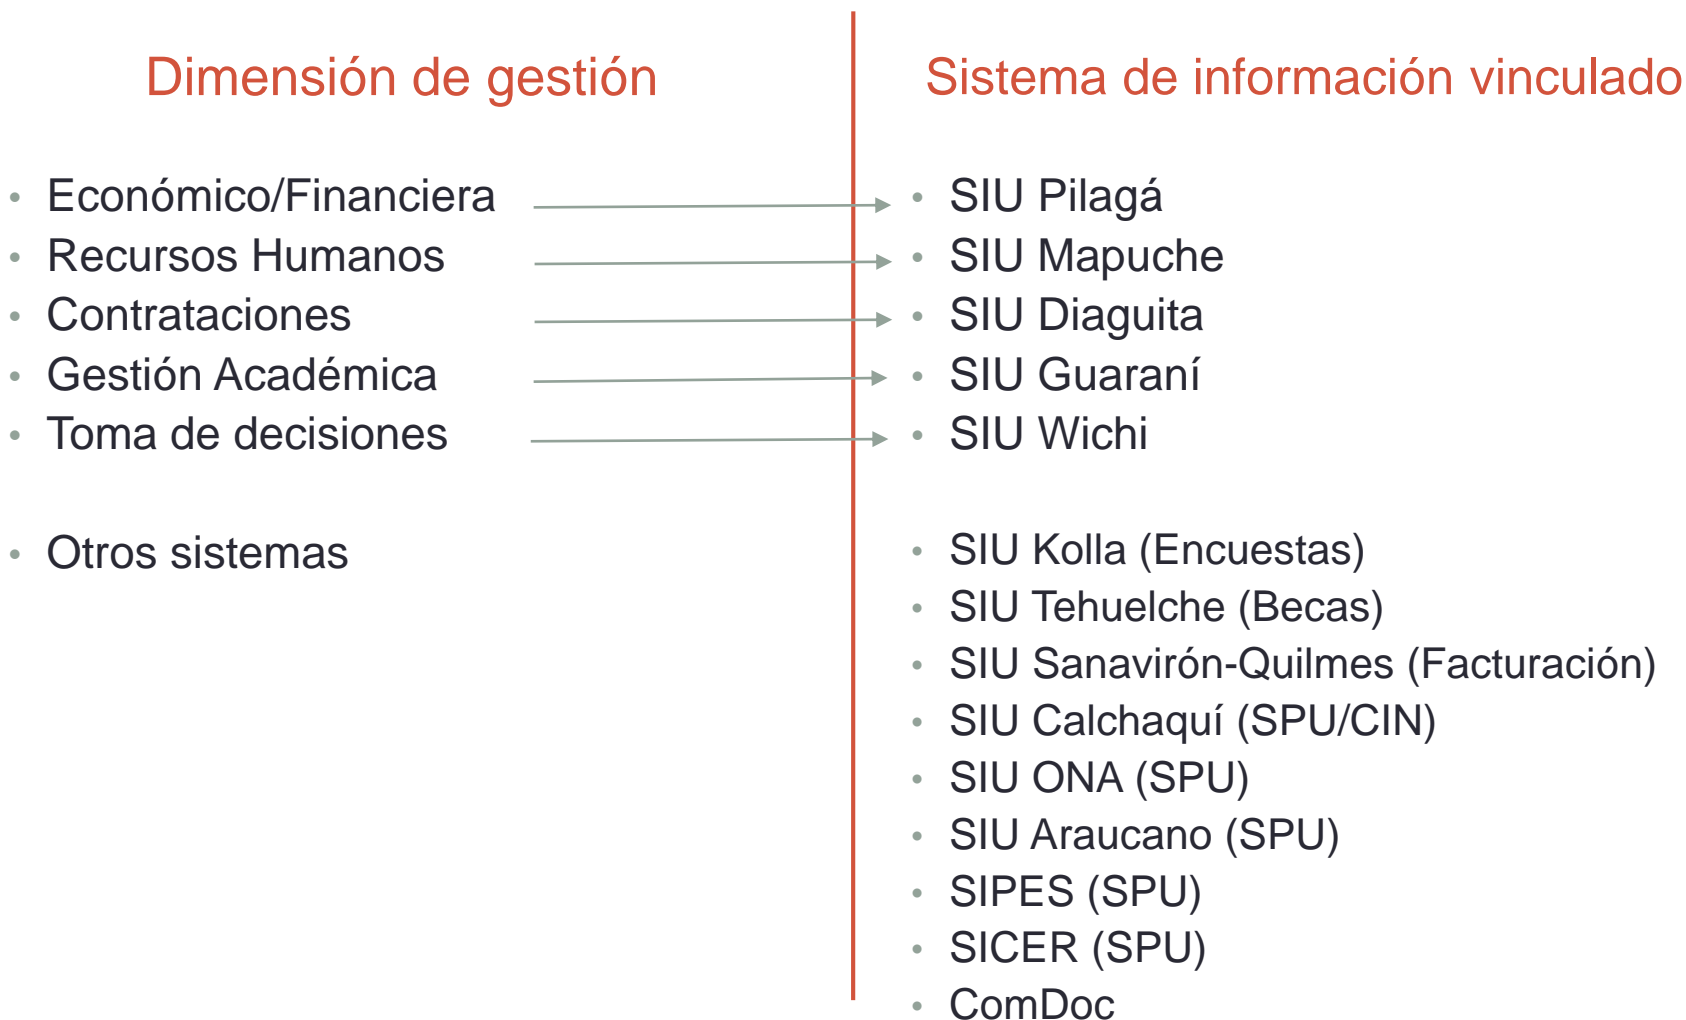 Dimensión de gestión
• Económico/Financiera
• Recursos Humanos
• Contrataciones
• Gestión Académica
• Toma de decisiones
• Otros sistemas
Sistema de información vinculado
• SIU Pilagá
• SIU Mapuche
• SIU Diaguita
• SIU Guaraní
• SIU Wichi
• SIU Kolla (Encuestas)
• SIU Tehuelche (Becas)
• SIU Sanavirón-Quilmes (Facturación)
• SIU Calchaquí (SPU/CIN)
• SIU ONA (SPU)
• SIU Araucano (SPU)
• SIPES (SPU)
• SICER (SPU)
• ComDoc